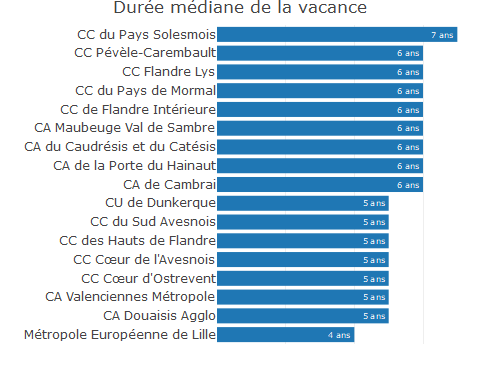 Durée médiane de la vacance
CC du Pays Solesmois 7 ans
CC Pévèle-Carembault 6 ans
CC Flandre Lys 6 ans
CC du Pays de Mormal 6 ans
CC de Flandre Intérieure 6 ans
CA Maubeuge Val de Sambre 6 ans
CA du Caudrésis et du Catésis 6 ans
CA de la Porte du Hainaut 6 ans
CA de Cambrai 6 ans
CU de Dunkerque 5 ans
CC du Sud Avesnois 5 ans
CC des Hauts de Flandre 5 ans
CC Cœur de l'Avesnois 5 ans
CC Cœur d'Ostrevent 5 ans
CA Valenciennes Métropole 5 ans
CA Douaisis Agglo 5 ans
Métropole Européenne de Lille 4 ans